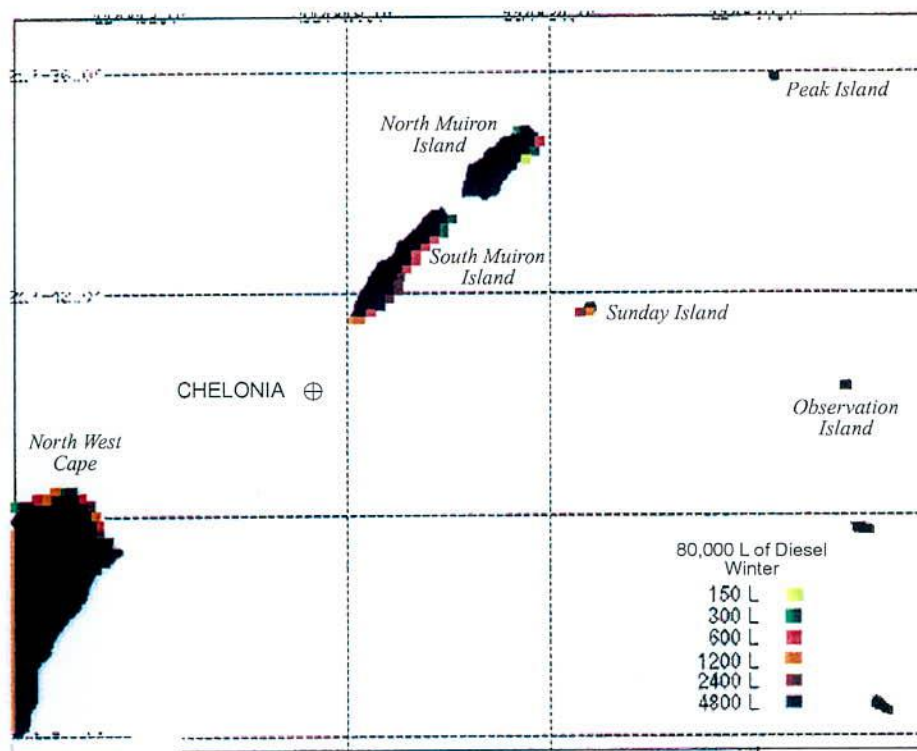 Peak Island
North Muiron
Island
South Muiron
Island
Sunday Island
CHELONIA
Observation
Island
North West
Cape
80,000 L of Diesel
Winter
150 L
300 L
600 L
1200 L
2400 L
4800 L